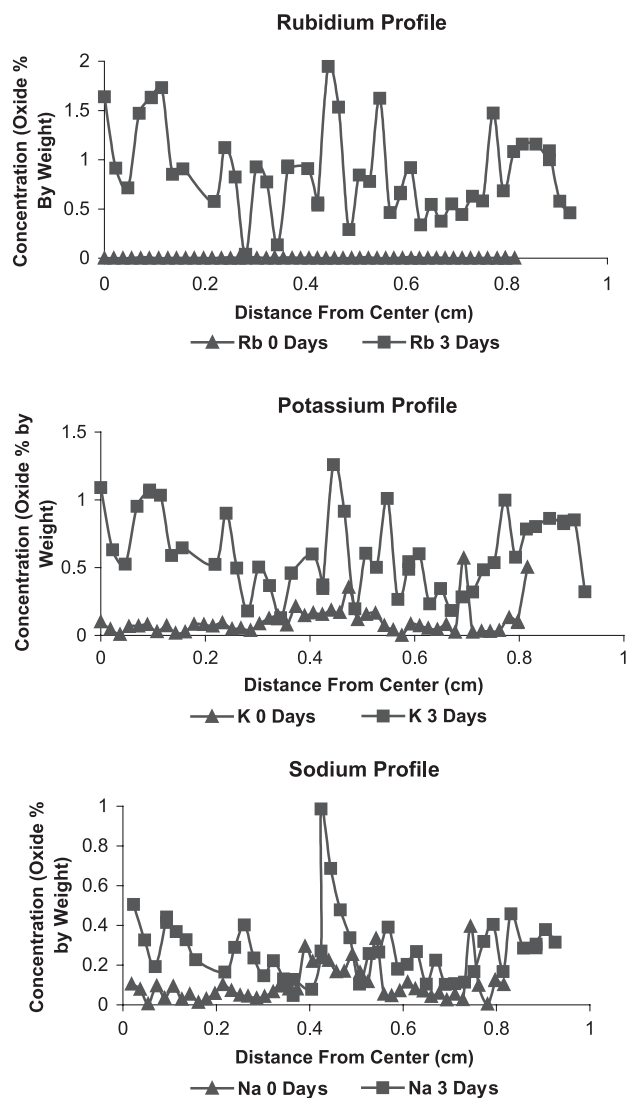 Rubidium Profile
Concentration (Oxide %
By Weight)
2
1.5
1
0.5
0
0
0.2
0.4
0.6
0.8
1
Distance From Center (cm)
Rb 0 Days
Rb 3 Days
Potassium Profile
Concentration (Oxide % by
Weight)
1.5
1
0.5
0
0
0.2
0.4
0.6
0.8
1
Distance From Center (cm)
K 0 Days
K 3 Days
Sodium Profile
Concentration (Oxide %
by Weight)
1
0.8
0.6
0.4
0.2
0
0
0.2
0.4
0.6
0.8
1
Distance From Center (cm)
Na 0 Days
Na 3 Days